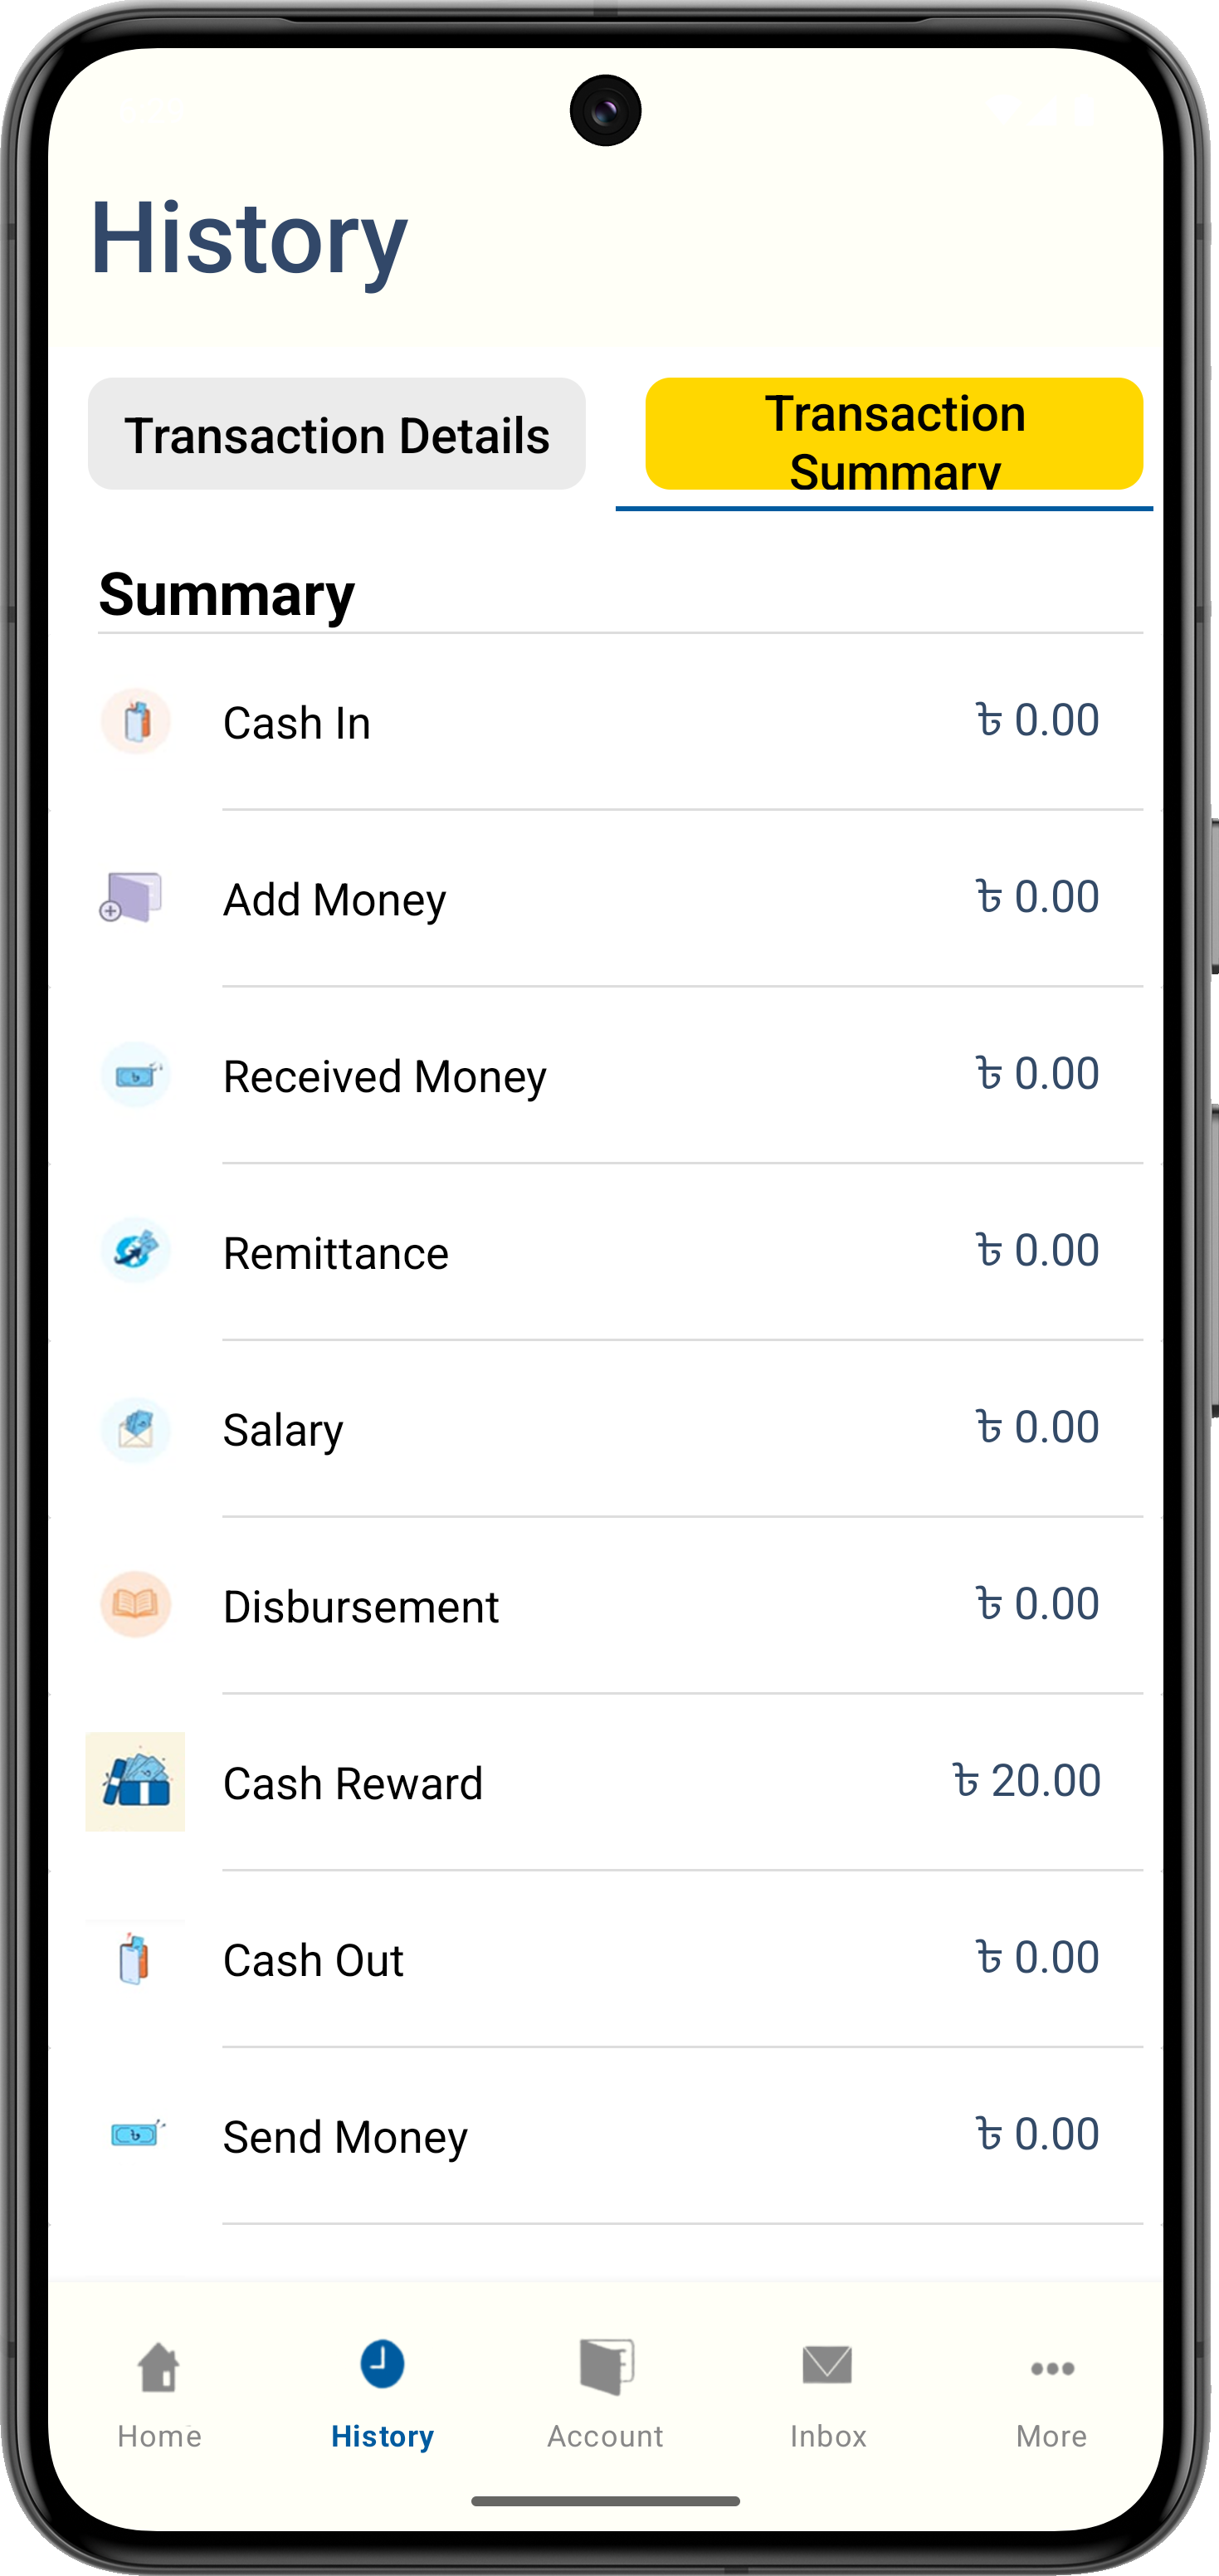 History
Transaction Details
Transaction
Summary
Summary
Cash In ৳ 0.00
Add Money ৳ 0.00
Received Money ৳ 0.00
Remittance ৳ 0.00
Salary ৳ 0.00
Disbursement ৳ 0.00
Cash Reward ৳ 20.00
Cash Out ৳ 0.00
Send Money ৳ 0.00
Home History Account Inbox More